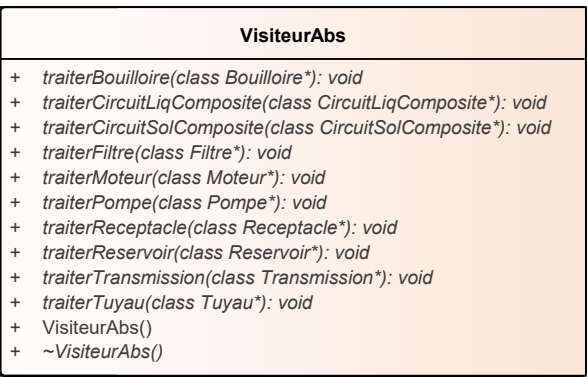 VisiteurAbs
+ traiterBouilloire(class Bouilloire*): void
+ traiterCircuitLiqComposite(class CircuitLiqComposite*): void
+ traiterCircuitSolComposite(class CircuitSolComposite*): void
+ traiterFiltre(class Filtre*): void
+ traiterMoteur(class Moteur*): void
+ traiterPompe(class Pompe*): void
+ traiterReceptacle(class Receptacle*): void
+ traiterReservoir(class Reservoir*): void
+ traiterTransmission(class Transmission*): void
+ traiterTuyau(class Tuyau*): void
+ VisiteurAbs()
+ ~VisiteurAbs()